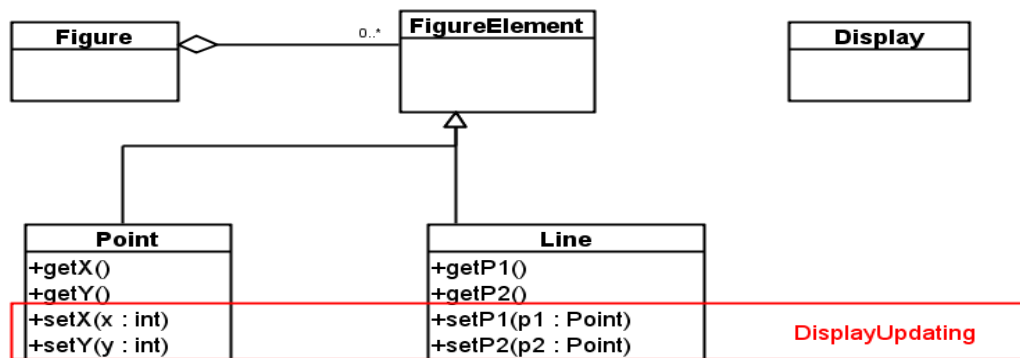 Figure
0..*
FigureElement
Display
Point
+getX()
+getY()
+setX(x : int)
+setY(y : int)
Line
+getP1()
+getP2()
+setP1(p1 : Point)
+setP2(p2 : Point)
DisplayUpdating